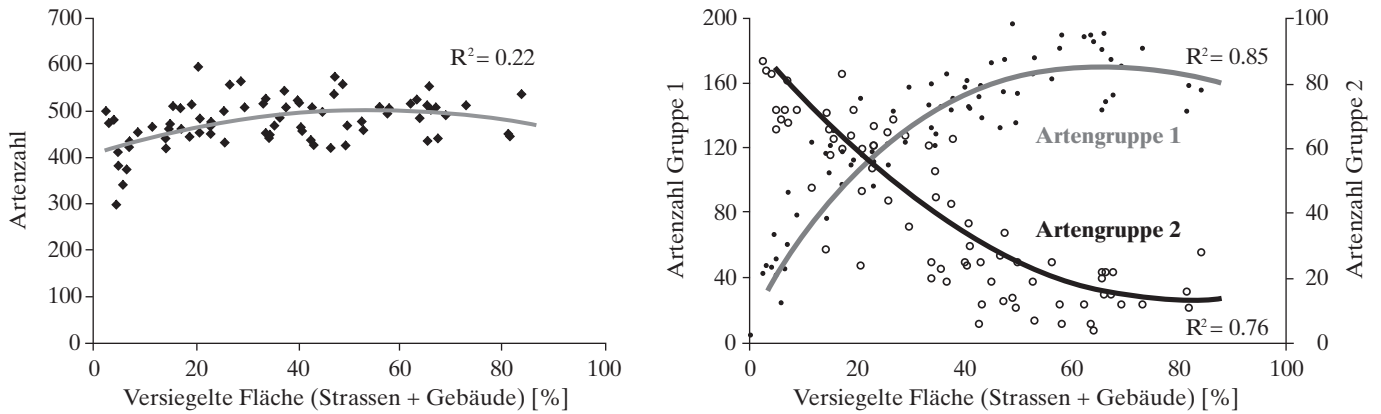 700
600
500
400
300
200
100
0
0 20 40 60 80 100
Artenzahl
Versiegelte Fläche (Strassen + Gebäude) [%]
R² = 0.22
200
160
120
80
40
0
0 20 40 60 80 100
Artenzahl Gruppe 1
Versiegelte Fläche (Strassen + Gebäude) [%]
R² = 0.85
Artengruppe 1
Artengruppe 2
R² = 0.76
100
80
60
40
20
0
Artenzahl Gruppe 2